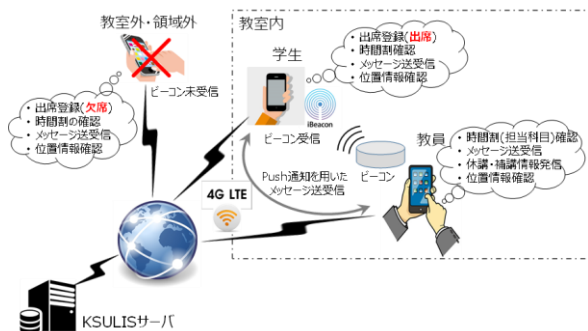 教室外・領域外
ビーコン未受信
・出席登録(欠席)
・時間割の確認
・メッセージ送受信
・位置情報確認
教室内
学生
・出席登録(出席)
・時間割確認
・メッセージ送受信
・位置情報確認
iBeacon
ビーコン受信
教員
・時間割(担当科目)確認
・メッセージ送受信
・休講・補講情報発信
・位置情報確認
ビーコン
Push通知を用いた
メッセージ送受信
4G LTE
KSULISサーバ